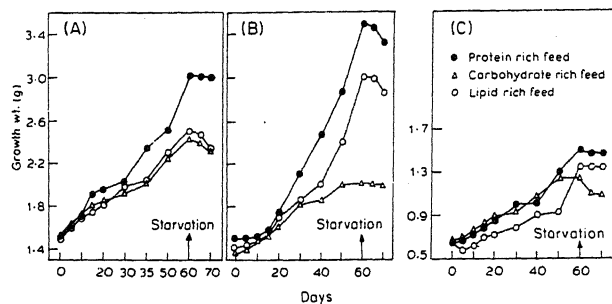 (A)
(B)
(C)
Protein rich feed
Carbohydrate rich feed
Lipid rich feed
Growth wt. (g)
3·4
3·0
2·6
2·2
1·8
1·4
1·7
1·3
0·9
0·5
Starvation
Starvation
Starvation
0 10 20 30 35 50 60 70
0 20 40 60
0 20 40 60
Days